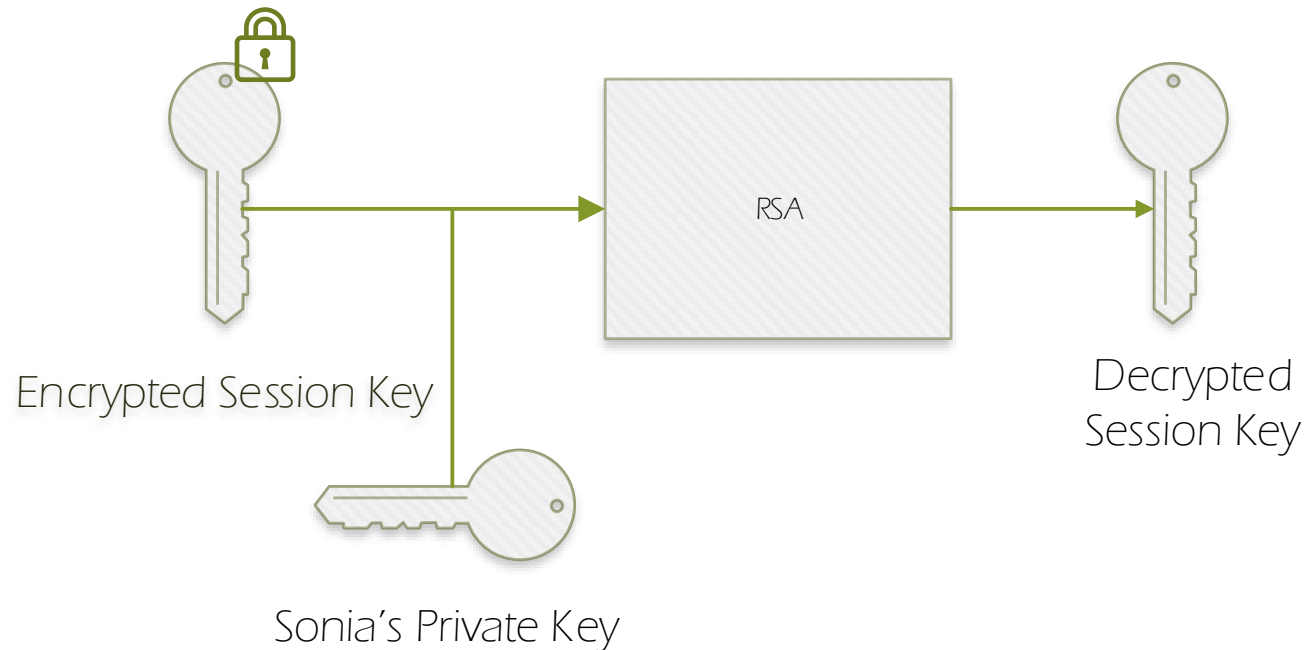 RSA
Encrypted Session Key
Decrypted
Session Key
Sonia’s Private Key